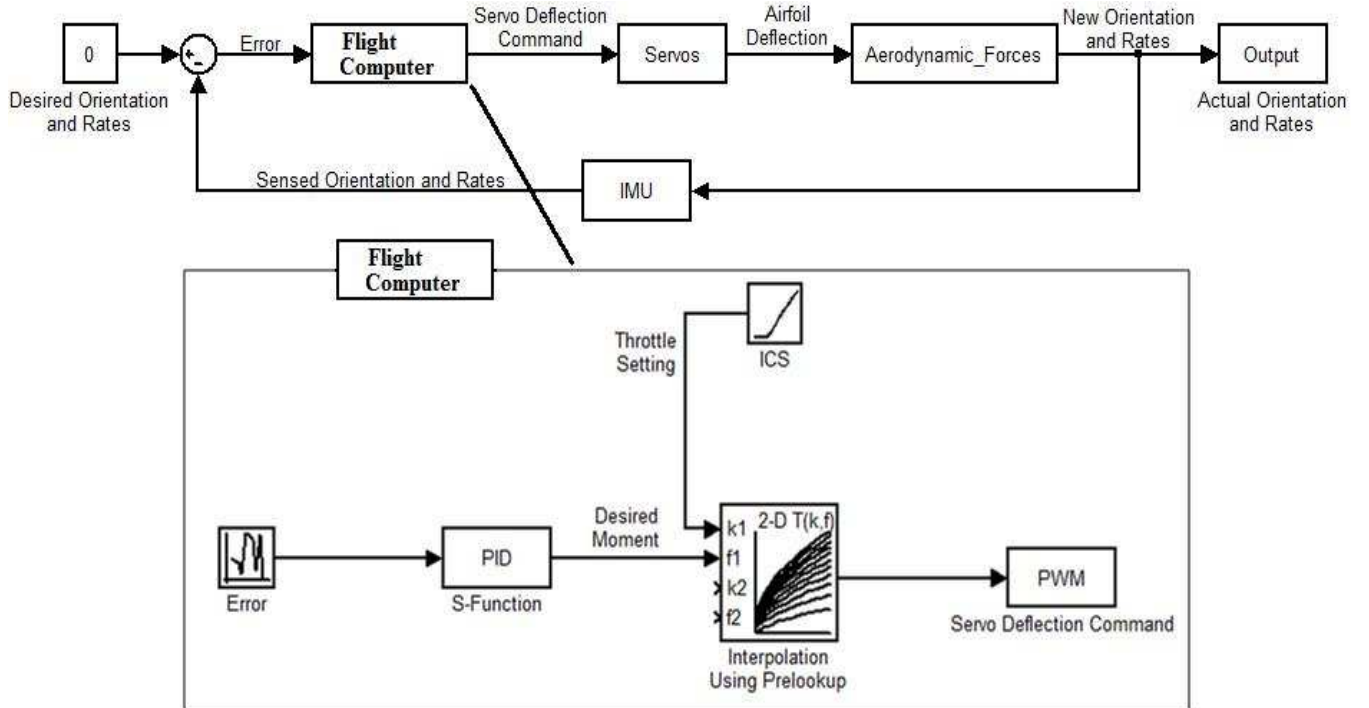 0
Desired Orientation
and Rates
+
-
Error
Flight
Computer
Servo Deflection
Command
Servos
Airfoil
Deflection
Aerodynamic_Forces
New Orientation
and Rates
Output
Actual Orientation
and Rates
Sensed Orientation and Rates
IMU
Flight
Computer
Throttle
Setting
ICS
Error
PID
S-Function
Desired
Moment
2-D T(k,f)
k1
f1
k2
f2
Interpolation
Using Prelookup
PWM
Servo Deflection Command